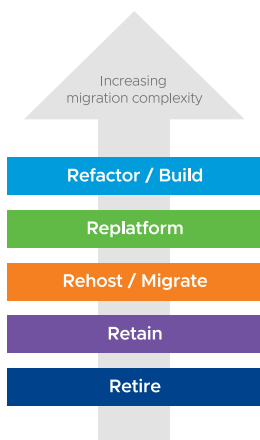 Increasing
migration complexity
Refactor / Build
Replatform
Rehost / Migrate
Retain
Retire